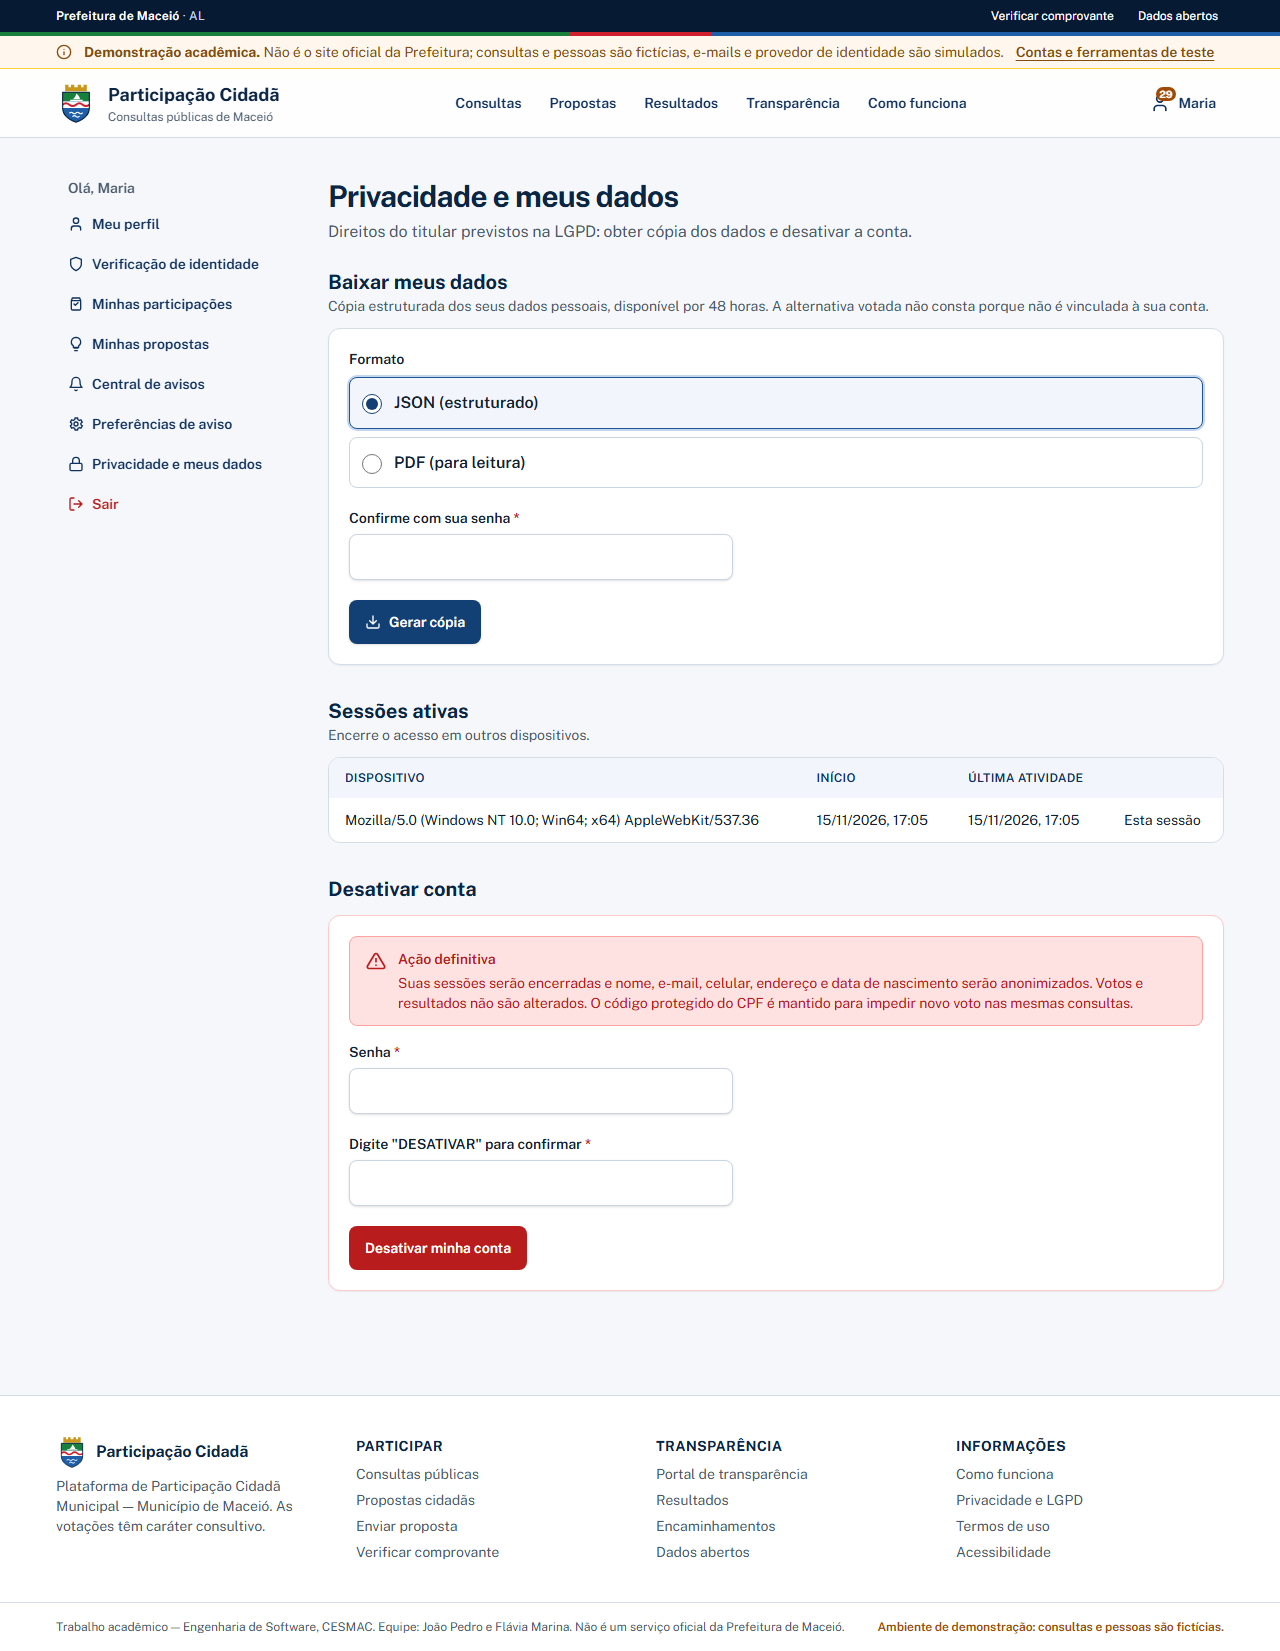 Prefeitura de Maceió · AL
Verificar comprovante
Dados abertos
Demonstração acadêmica. Não é o site oficial da Prefeitura; consultas e pessoas são fictícias, e-mails e provedor de identidade são simulados. Contas e ferramentas de teste
Participação Cidadã
Consultas públicas de Maceió
Consultas
Propostas
Resultados
Transparência
Como funciona
29
Maria
Olá, Maria
Meu perfil
Verificação de identidade
Minhas participações
Minhas propostas
Central de avisos
Preferências de aviso
Privacidade e meus dados
Sair
Privacidade e meus dados
Direitos do titular previstos na LGPD: obter cópia dos dados e desativar a conta.
Baixar meus dados
Cópia estruturada dos seus dados pessoais, disponível por 48 horas. A alternativa votada não consta porque não é vinculada à sua conta.
Formato
JSON (estruturado)
PDF (para leitura)
Confirme com sua senha *
Gerar cópia
Sessões ativas
Encerre o acesso em outros dispositivos.
DISPOSITIVO INÍCIO ÚLTIMA ATIVIDADE
Mozilla/5.0 (Windows NT 10.0; Win64; x64) AppleWebKit/537.36 15/11/2026, 17:05 15/11/2026, 17:05 Esta sessão
Desativar conta
Ação definitiva
Suas sessões serão encerradas e nome, e-mail, celular, endereço e data de nascimento serão anonimizados. Votos e
resultados não são alterados. O código protegido do CPF é mantido para impedir novo voto nas mesmas consultas.
Senha *
Digite "DESATIVAR" para confirmar *
Desativar minha conta
Participação Cidadã
Plataforma de Participação Cidadã
Municipal — Município de Maceió. As
votações têm caráter consultivo.
PARTICIPAR
Consultas públicas
Propostas cidadãs
Enviar proposta
Verificar comprovante
TRANSPARÊNCIA
Portal de transparência
Resultados
Encaminhamentos
Dados abertos
INFORMAÇÕES
Como funciona
Privacidade e LGPD
Termos de uso
Acessibilidade
Trabalho acadêmico — Engenharia de Software, CESMAC. Equipe: João Pedro e Flávia Marina. Não é um serviço oficial da Prefeitura de Maceió.
Ambiente de demonstração: consultas e pessoas são fictícias.